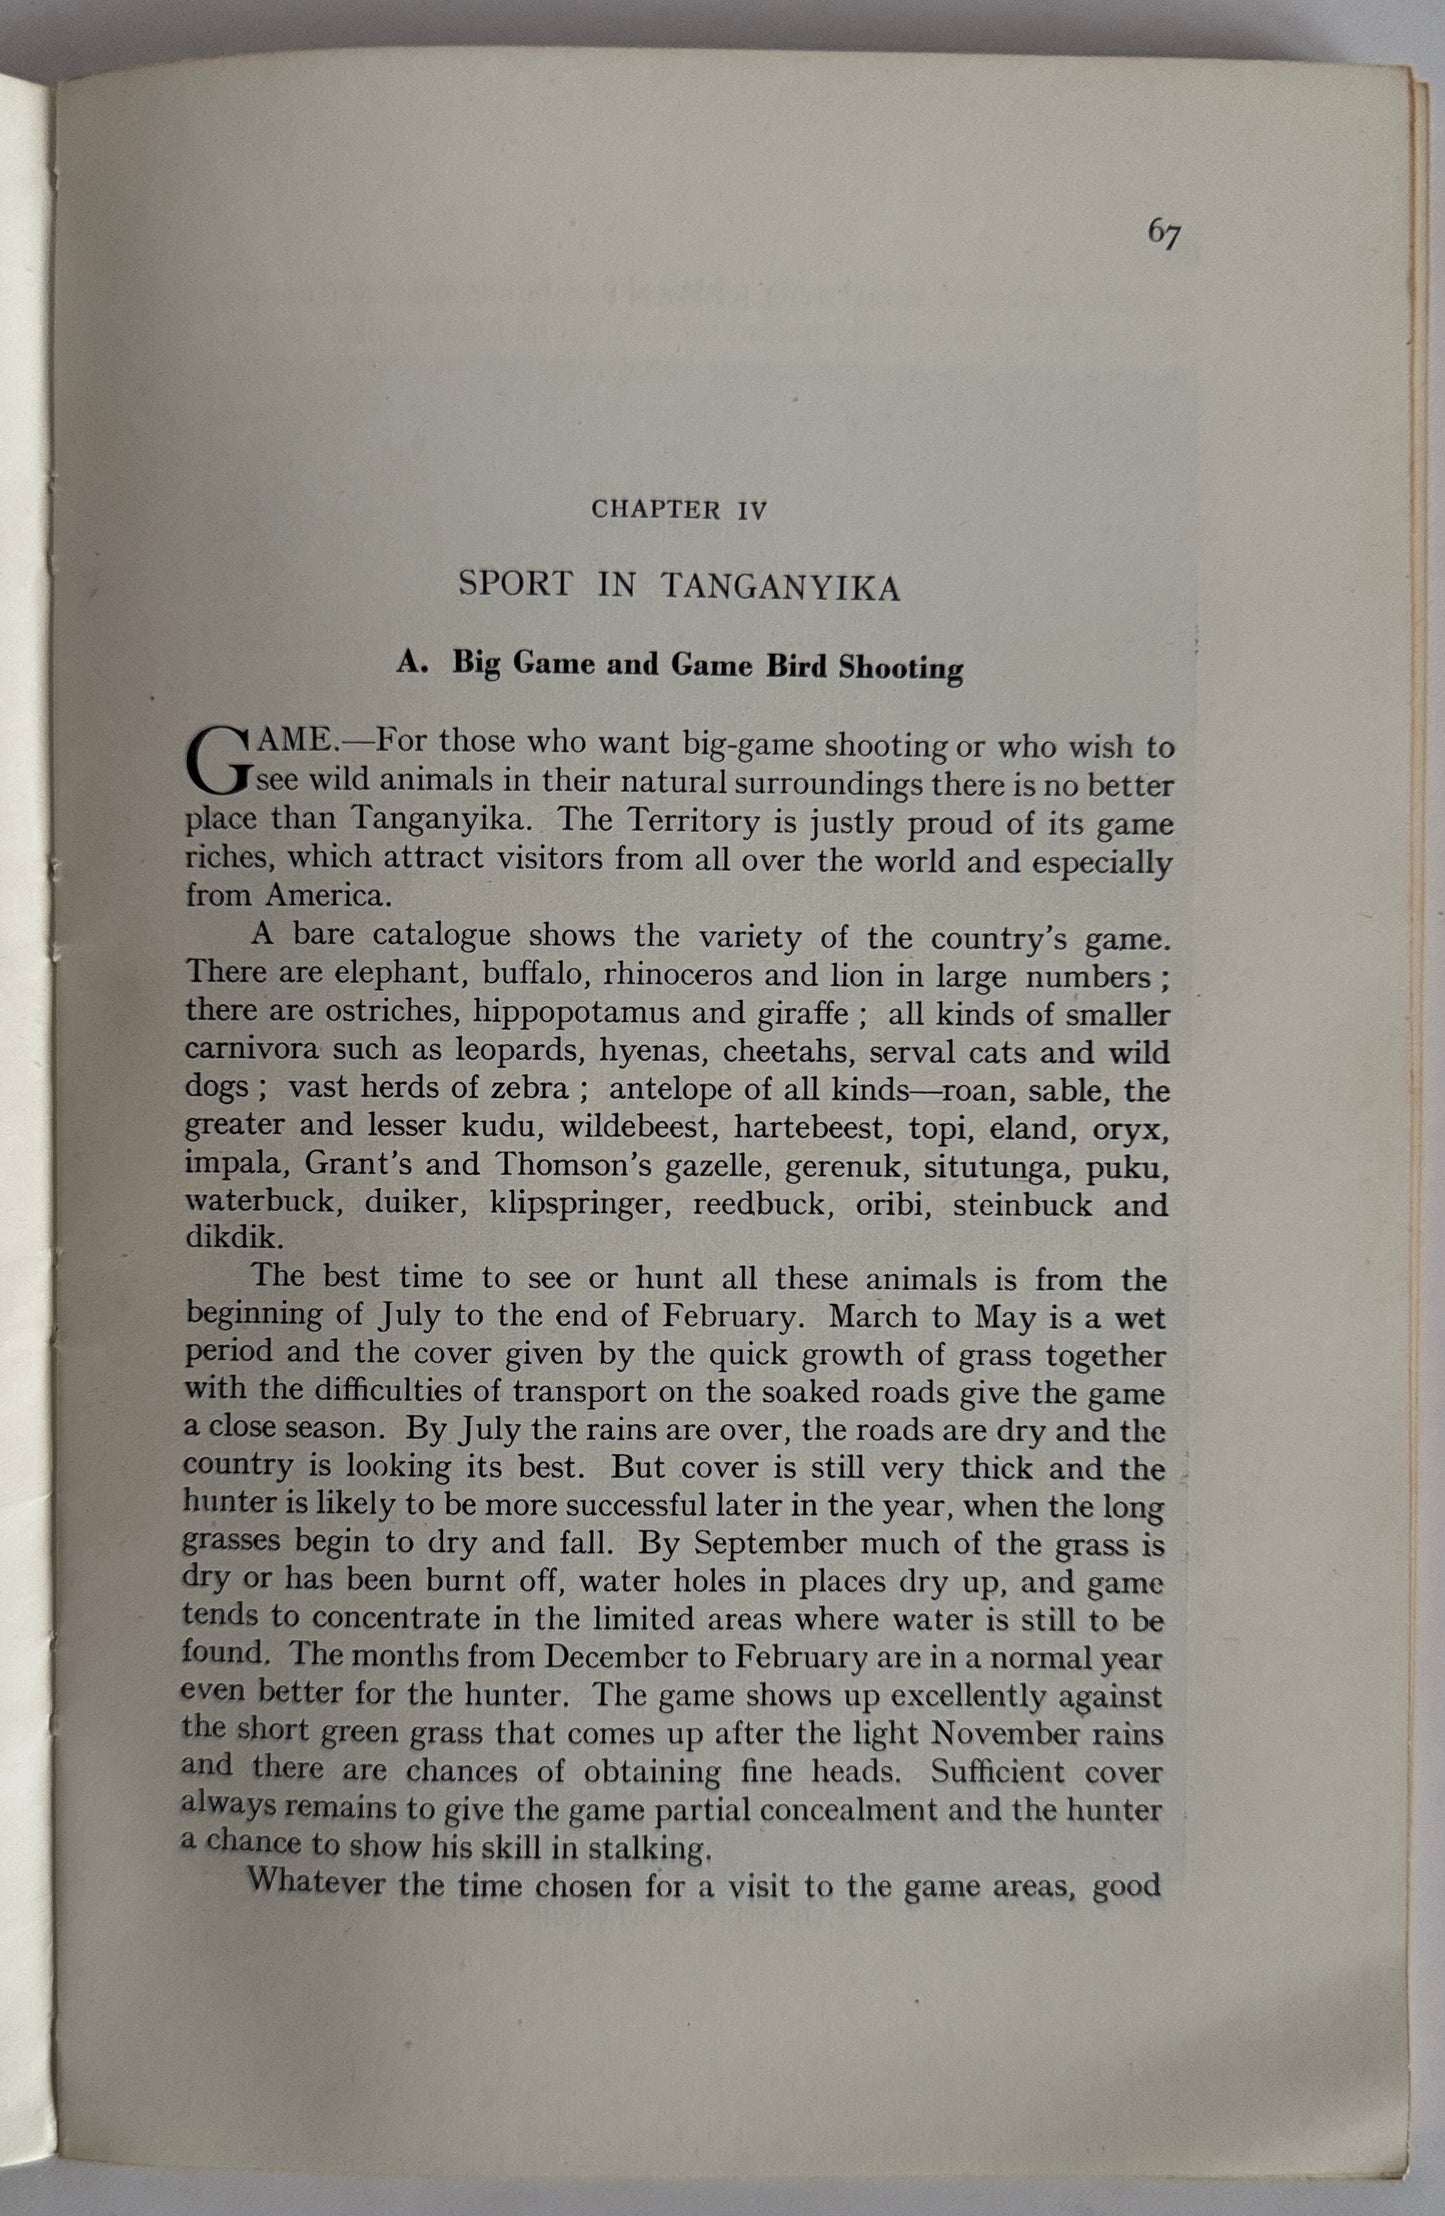 67
CHAPTER IV
SPORT IN TANGANYIKA
A. Big Game and Game Bird Shooting
GAME.—For those who want big-game shooting or who wish to
see wild animals in their natural surroundings there is no better
place than Tanganyika. The Territory is justly proud of its game
riches, which attract visitors from all over the world and especially
from America.
A bare catalogue shows the variety of the country's game.
There are elephant, buffalo, rhinoceros and lion in large numbers ;
there are ostriches, hippopotamus and giraffe ; all kinds of smaller
carnivora such as leopards, hyenas, cheetahs, serval cats and wild
dogs ; vast herds of zebra ; antelope of all kinds—roan, sable, the
greater and lesser kudu, wildebeest, hartebeest, topi, eland, oryx,
impala, Grant's and Thomson's gazelle, gerenuk, situtunga, puku,
waterbuck, duiker, klipspringer, reedbuck, oribi, steinbuck and
dikdik.
The best time to see or hunt all these animals is from the
beginning of July to the end of February. March to May is a wet
period and the cover given by the quick growth of grass together
with the difficulties of transport on the soaked roads give the game
a close season. By July the rains are over, the roads are dry and the
country is looking its best. But cover is still very thick and the
hunter is likely to be more successful later in the year, when the long
grasses begin to dry and fall. By September much of the grass is
dry or has been burnt off, water holes in places dry up, and game
tends to concentrate in the limited areas where water is still to be
found. The months from December to February are in a normal year
even better for the hunter. The game shows up excellently against
the short green grass that comes up after the light November rains
and there are chances of obtaining fine heads. Sufficient cover
always remains to give the game partial concealment and the hunter
a chance to show his skill in stalking.
Whatever the time chosen for a visit to the game areas, good